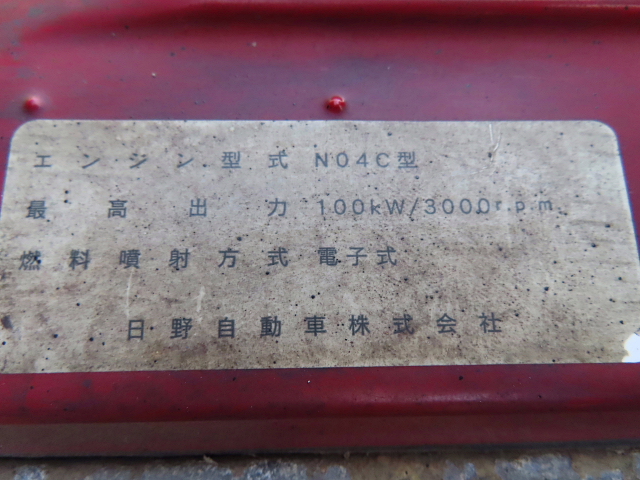 エンジン型式 N04C型
最高出力 100kW/3000r.p.m.
燃料噴射方式 電子式
日野自動車株式会社